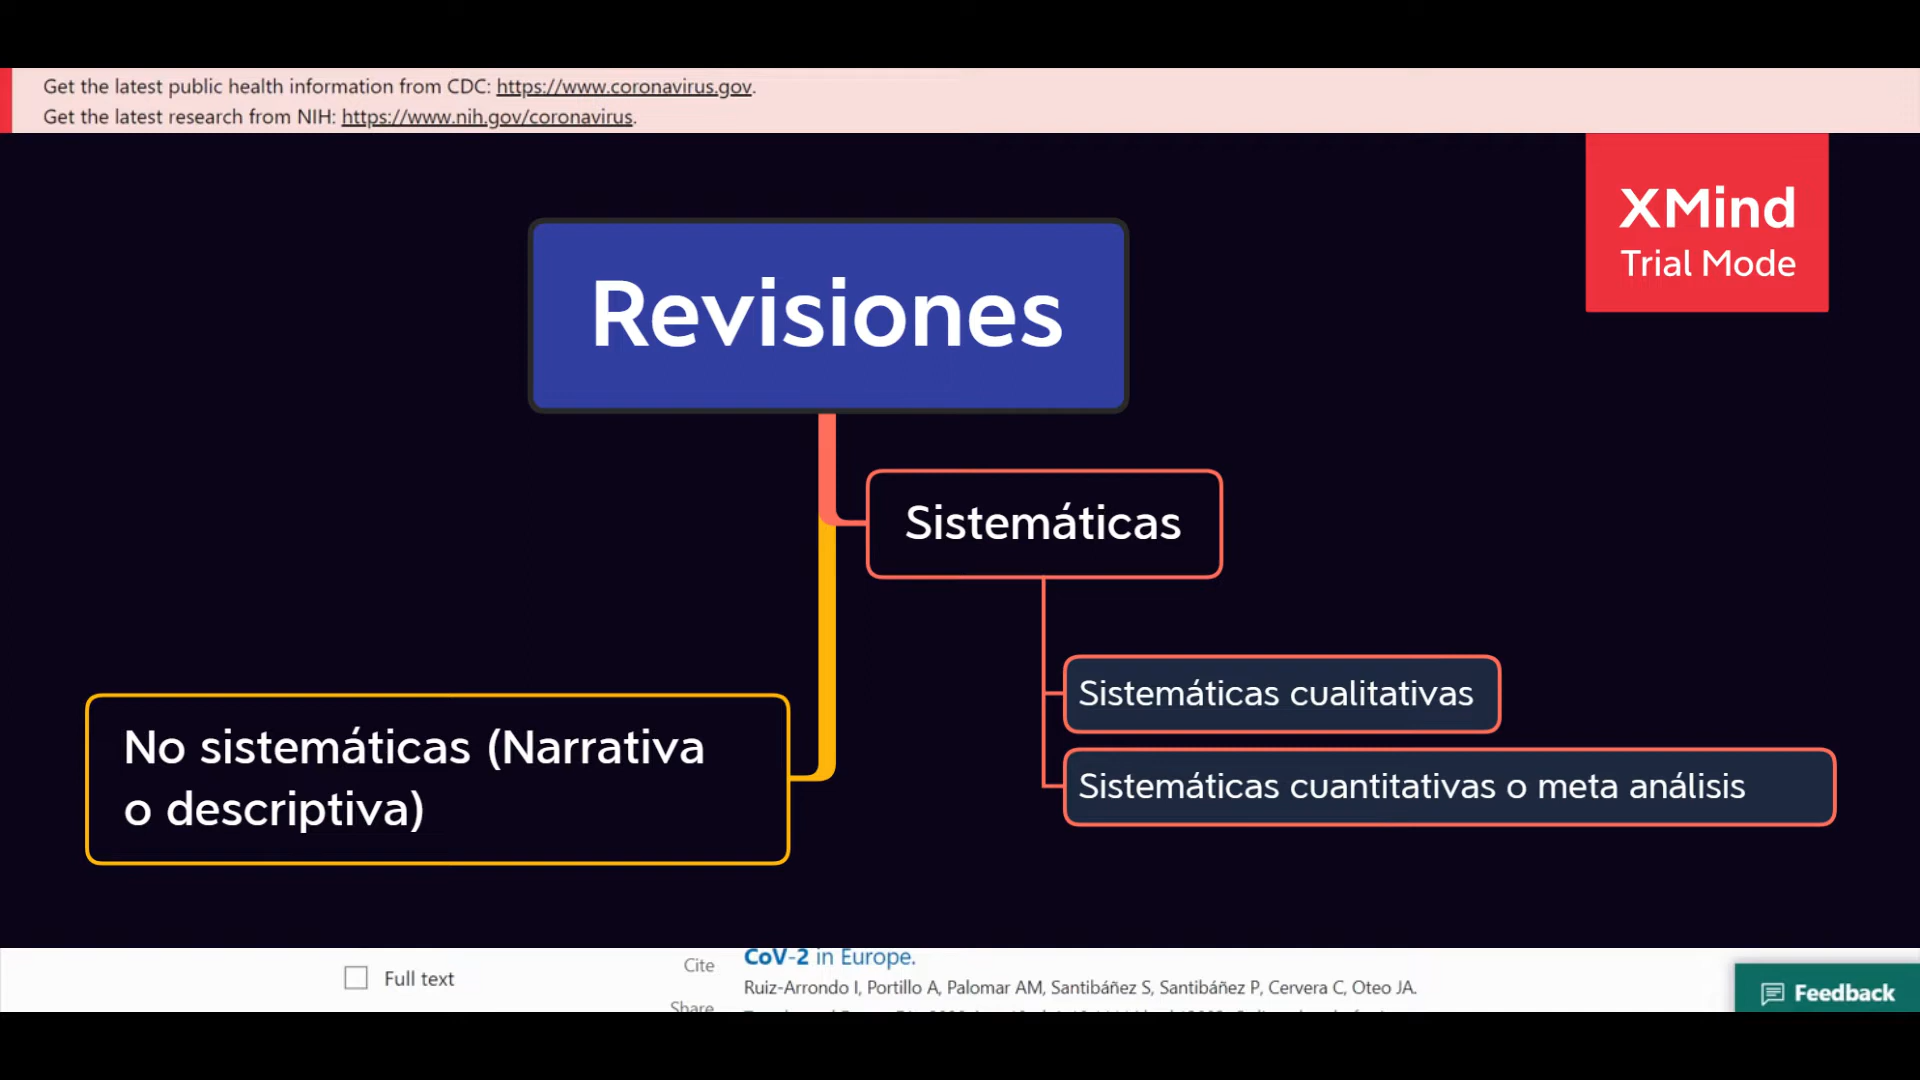 Get the latest public health information from CDC: https://www.coronavirus.gov.
Get the latest research from NIH: https://www.nih.gov/coronavirus.
XMind
Trial Mode
Revisiones
Sistemáticas
Sistemáticas cualitativas
No sistemáticas (Narrativa
o descriptiva)
Sistemáticas cuantitativas o meta análisis
CoV-2 in Europe.
Cite
Full text
Ruiz-Arrondo I, Portillo A, Palomar AM, Santibáñez S, Santibáñez P, Cervera C, Oteo JA.
Feedback
Share